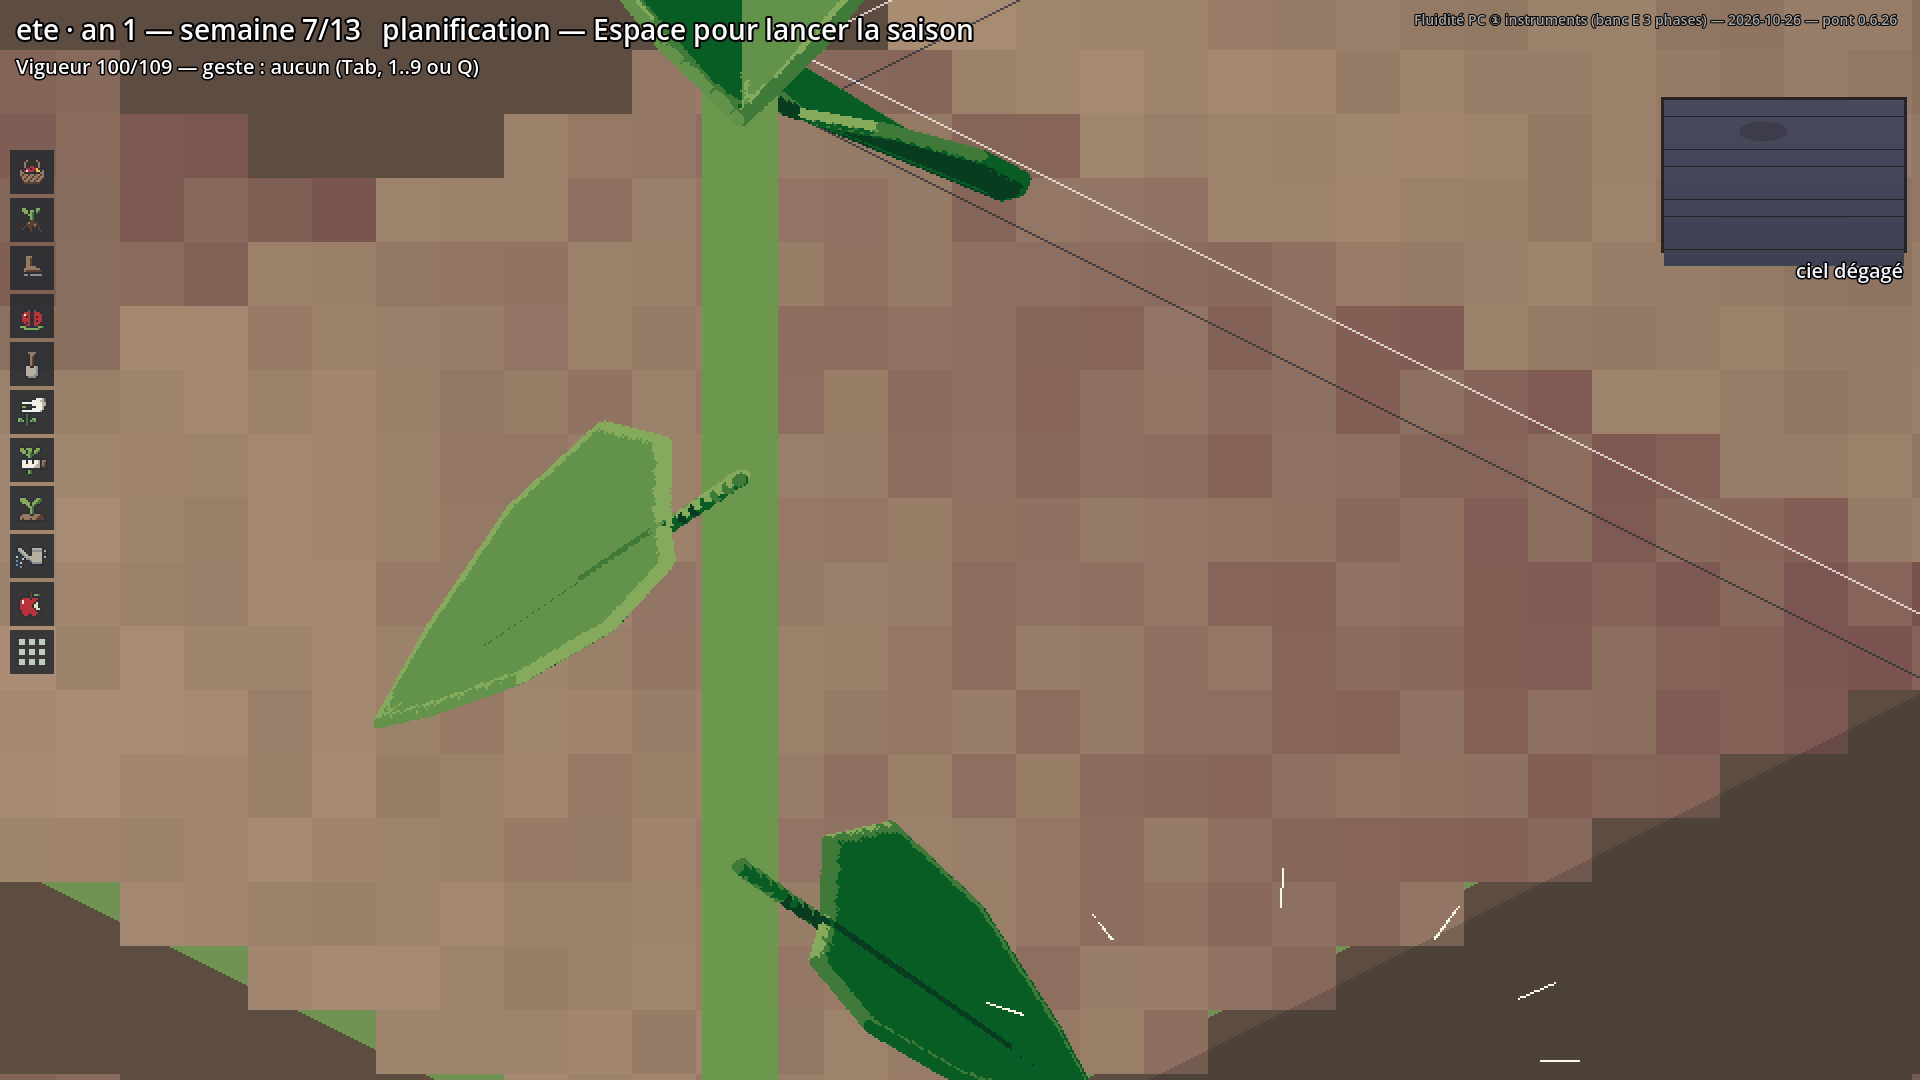 ete · an 1 — semaine 7/13   planification — Espace pour lancer la saison
Fluidité PC ① instruments (banc E 3 phases) — 2026-10-26 — pont 0.6.26
Vigueur 100/109 — geste : aucun (Tab, 1..9 ou Q)
ciel dégagé